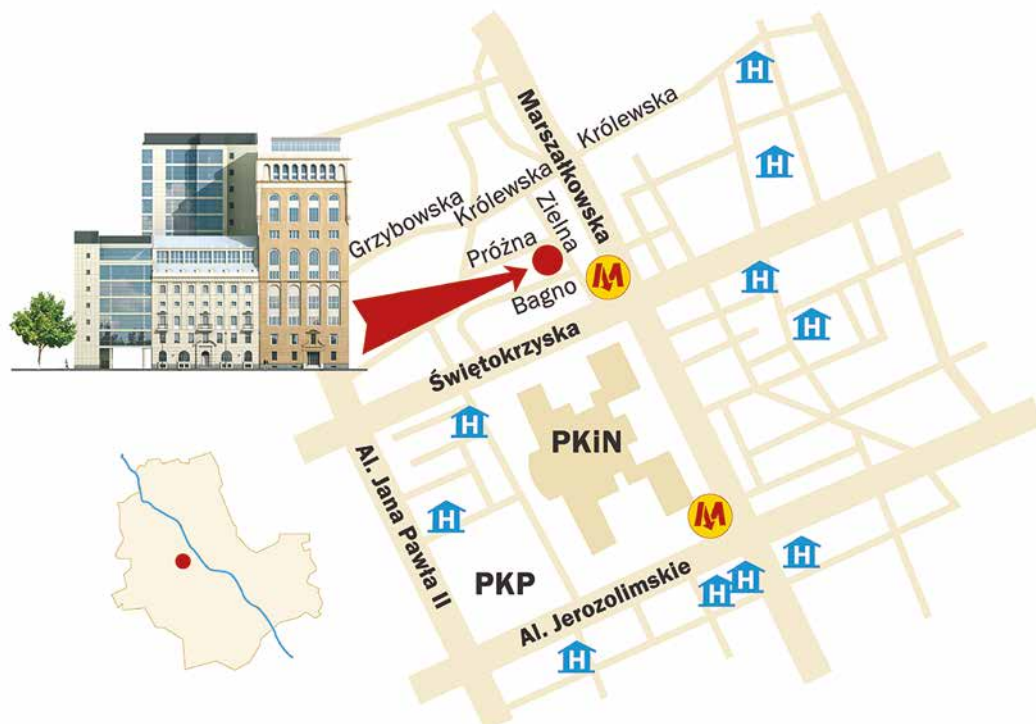 Marszałkowska
Królewska
Królewska
Grzybowska
Zielna
Próżna
M
Bagno
Świętokrzyska
PKiN
Al. Jana Pawła II
PKP
Al. Jerozolimskie
M
H
H
H
H
H
H
H
H
H
H